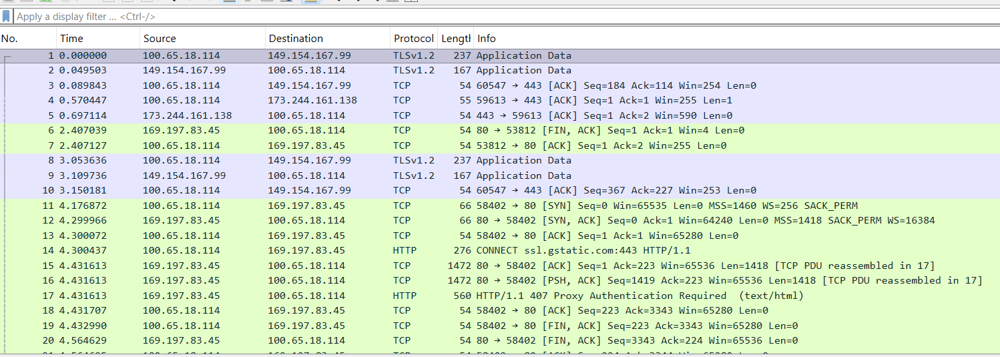 Apply a display filter ... <Ctrl-/>
No. Time Source Destination Protocol Length Info
1 0.000000 100.65.18.114 149.154.167.99 TLSv1.2 237 Application Data
2 0.049503 149.154.167.99 100.65.18.114 TLSv1.2 167 Application Data
3 0.089843 100.65.18.114 149.154.167.99 TCP 54 60547 → 443 [ACK] Seq=184 Ack=114 Win=254 Len=0
4 0.570447 100.65.18.114 173.244.161.138 TCP 55 59613 → 443 [ACK] Seq=1 Ack=1 Win=255 Len=1
5 0.697114 173.244.161.138 100.65.18.114 TCP 54 443 → 59613 [ACK] Seq=1 Ack=2 Win=590 Len=0
6 2.407039 169.197.83.45 100.65.18.114 TCP 54 80 → 53812 [FIN, ACK] Seq=1 Ack=1 Win=4 Len=0
7 2.407127 100.65.18.114 169.197.83.45 TCP 54 53812 → 80 [ACK] Seq=1 Ack=2 Win=255 Len=0
8 3.053636 100.65.18.114 149.154.167.99 TLSv1.2 237 Application Data
9 3.109736 149.154.167.99 100.65.18.114 TLSv1.2 167 Application Data
10 3.150181 100.65.18.114 149.154.167.99 TCP 54 60547 → 443 [ACK] Seq=367 Ack=227 Win=253 Len=0
11 4.176872 100.65.18.114 169.197.83.45 TCP 66 58402 → 80 [SYN] Seq=0 Win=65535 Len=0 MSS=1460 WS=256 SACK_PERM
12 4.299966 169.197.83.45 100.65.18.114 TCP 66 80 → 58402 [SYN, ACK] Seq=0 Ack=1 Win=64240 Len=0 MSS=1418 SACK_PERM WS=16384
13 4.300072 100.65.18.114 169.197.83.45 TCP 54 58402 → 80 [ACK] Seq=1 Ack=1 Win=65280 Len=0
14 4.300437 100.65.18.114 169.197.83.45 HTTP 276 CONNECT ssl.gstatic.com:443 HTTP/1.1
15 4.431613 169.197.83.45 100.65.18.114 TCP 1472 80 → 58402 [ACK] Seq=1 Ack=223 Win=65536 Len=1418 [TCP PDU reassembled in 17]
16 4.431613 169.197.83.45 100.65.18.114 TCP 1472 80 → 58402 [PSH, ACK] Seq=1419 Ack=223 Win=65536 Len=1418 [TCP PDU reassembled in 17]
17 4.431613 169.197.83.45 100.65.18.114 HTTP 560 HTTP/1.1 407 Proxy Authentication Required (text/html)
18 4.431707 100.65.18.114 169.197.83.45 TCP 54 58402 → 80 [ACK] Seq=223 Ack=3343 Win=65280 Len=0
19 4.432990 100.65.18.114 169.197.83.45 TCP 54 58402 → 80 [FIN, ACK] Seq=223 Ack=3343 Win=65280 Len=0
20 4.564629 169.197.83.45 100.65.18.114 TCP 54 80 → 58402 [FIN, ACK] Seq=3343 Ack=224 Win=65536 Len=0